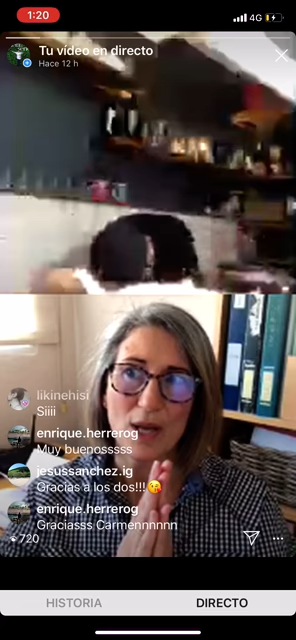 1:20
4G
Tu vídeo en directo
Hace 12 h
likinehisi
Siiii
enrique.herrerog
Muy buenosssss
jesussanchez.ig
Gracias a los dos!!!😘
enrique.herrerog
Graciasss Carmennnnnn
720
HISTORIA
DIRECTO